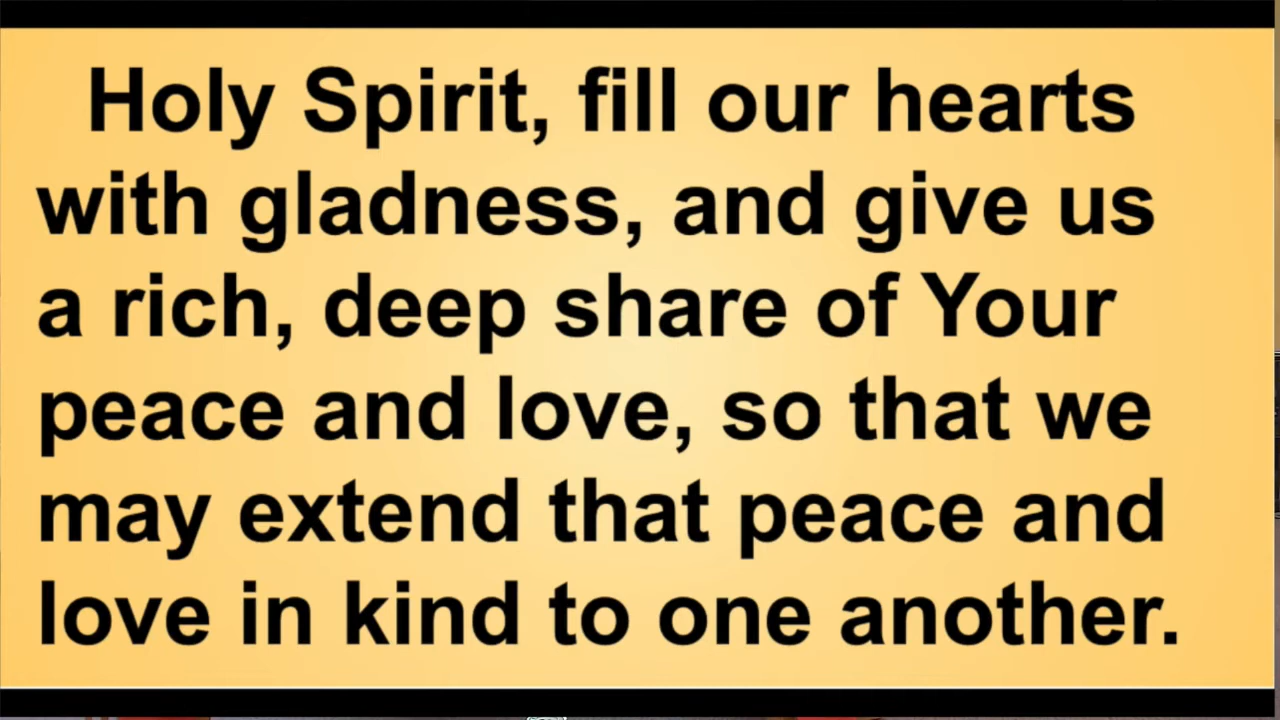 Holy Spirit, fill our hearts
with gladness, and give us
a rich, deep share of Your
peace and love, so that we
may extend that peace and
love in kind to one another.